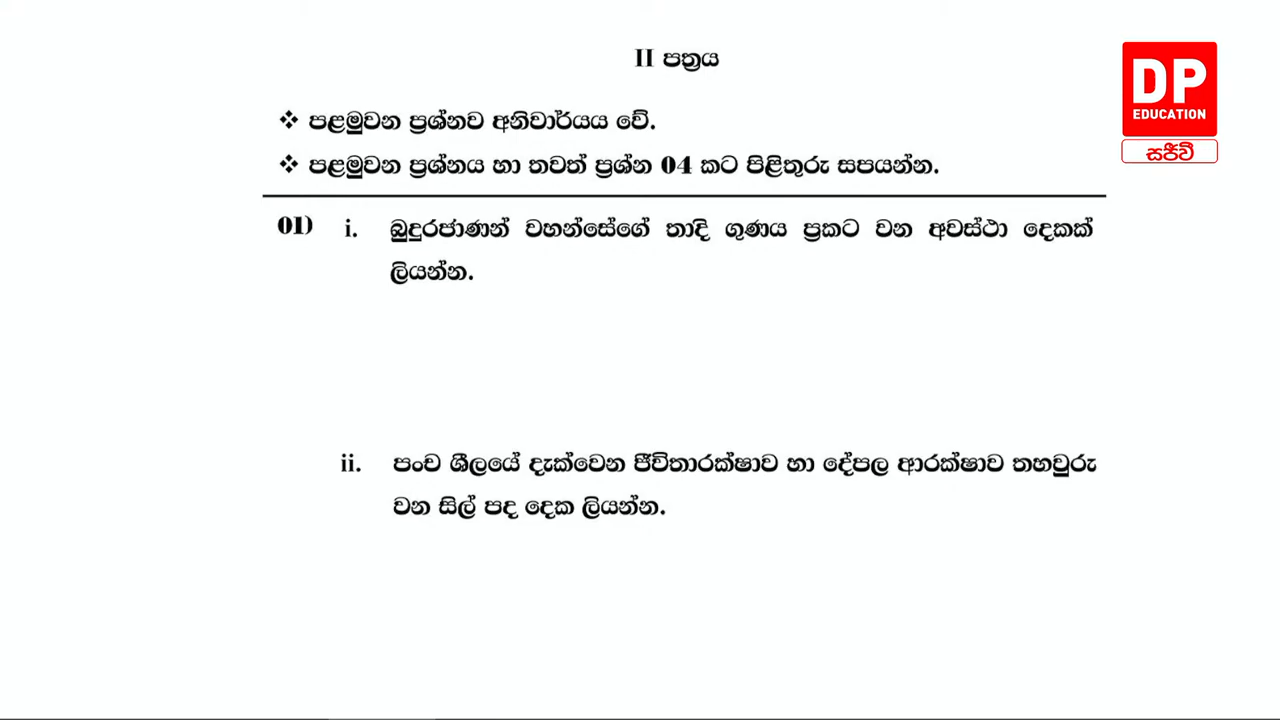 II පත්‍රය
DP
EDUCATION
සජීවී
❖ පළමුවන ප්‍රශ්නව අනිවාර්යය වේ.
❖ පළමුවන ප්‍රශ්නය හා තවත් ප්‍රශ්න 04 කට පිළිතුරු සපයන්න.
01) i. බුදුරජාණන් වහන්සේගේ තාදි ගුණය ප්‍රකට වන අවස්ථා දෙකක්
ලියන්න.
ii. පංච ශීලයේ දැක්වෙන ජීවිතාරක්ෂාව හා දේපල ආරක්ෂාව තහවුරු
වන සිල් පද දෙක ලියන්න.